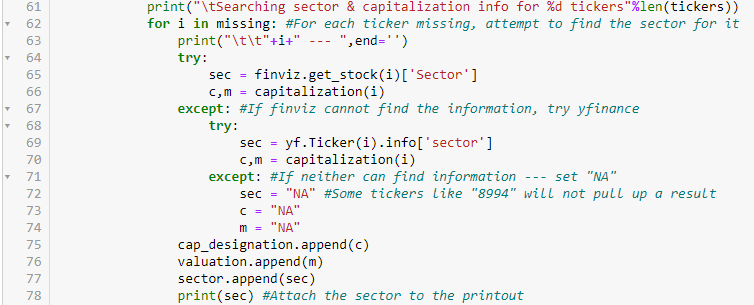 61 print("\tSearching sector & capitalization info for %d tickers"%len(tickers))
62 for i in missing: #For each ticker missing, attempt to find the sector for it
63 print("\t\t"+i+" --- ",end='')
64 try:
65 sec = finviz.get_stock(i)['Sector']
66 c,m = capitalization(i)
67 except: #If finviz cannot find the information, try yfinance
68 try:
69 sec = yf.Ticker(i).info['sector']
70 c,m = capitalization(i)
71 except: #If neither can find information --- set "NA"
72 sec = "NA" #Some tickers like "8994" will not pull up a result
73 c = "NA"
74 m = "NA"
75 cap_designation.append(c)
76 valuation.append(m)
77 sector.append(sec)
78 print(sec) #Attach the sector to the printout